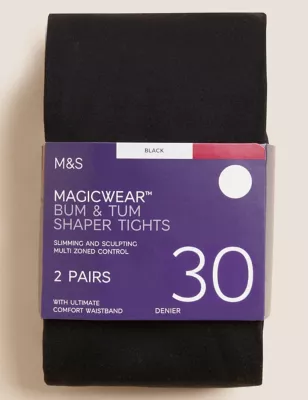 BLACK
M&S
MAGICWEAR™
BUM & TUM
SHAPER TIGHTS
SLIMMING AND SCULPTING
MULTI ZONED CONTROL
2 PAIRS
WITH ULTIMATE
COMFORT WAISTBAND
DENIER
30